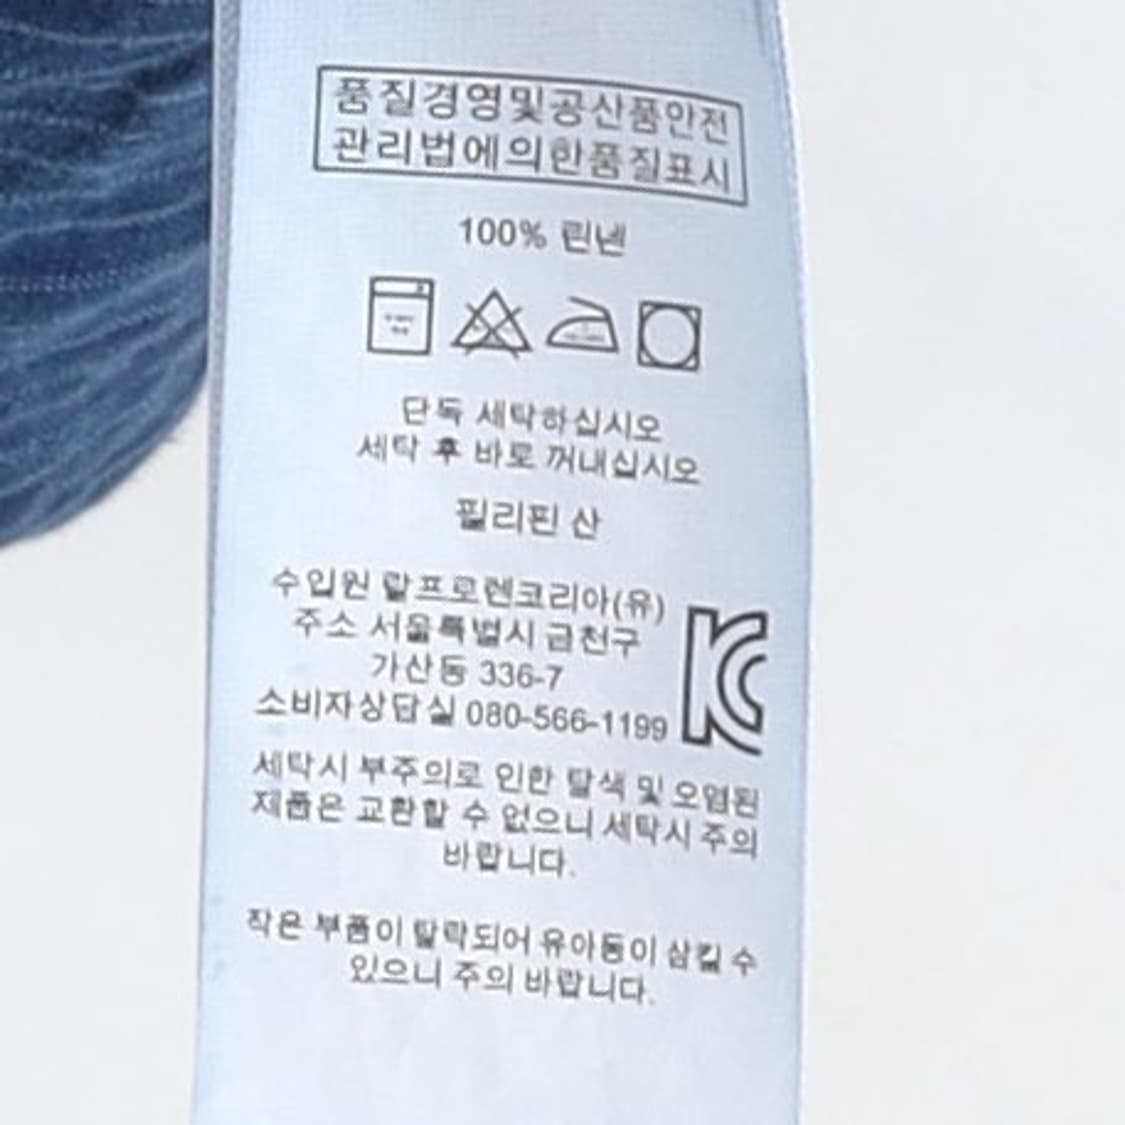 품질경영및공산품안전
관리법에의한품질표시
100% 린넨
단독 세탁하십시오
세탁 후 바로 꺼내십시오
필리핀 산
수입원 랄프로렌코리아(유)
주소 서울특별시 금천구
가산동 336-7
소비자상담실 080-566-1199
세탁시 부주의로 인한 탈색 및 오염된
제품은 교환할 수 없으니 세탁시 주의
바랍니다.
작은 부품이 탈락되어 유아동이 삼킬 수
있으니 주의 바랍니다.